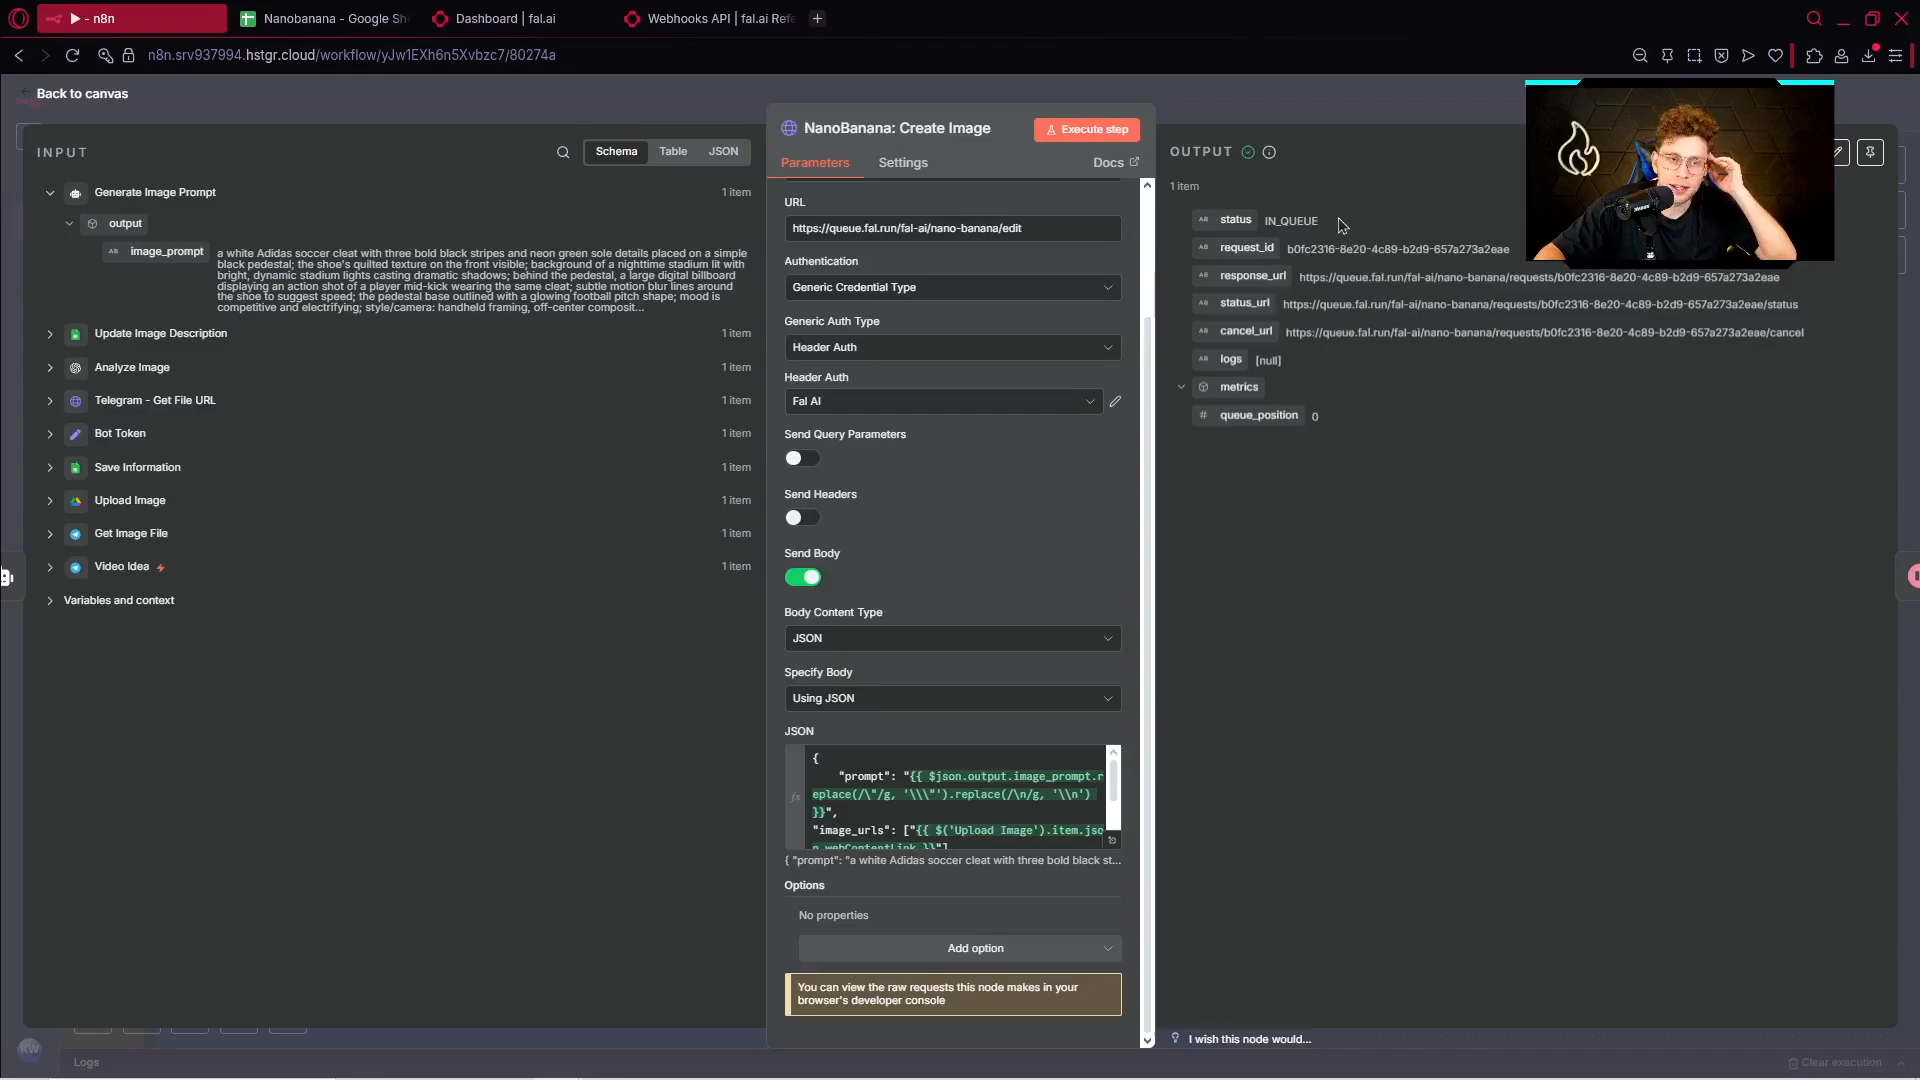 ▶ - n8n
Nanobanana - Google Sh
Dashboard | fal.ai
Webhooks API | fal.ai Refe
n8n.srv937994.hstgr.cloud/workflow/yJw1EXh6n5Xvbzc7/80274a
Back to canvas
INPUT
Schema
Table
JSON
Generate Image Prompt
1 item
output
image_prompt
a white Adidas soccer cleat with three bold black stripes and neon green sole details placed on a simple
black pedestal; the shoe's quilted texture on the front visible; background of a nighttime stadium lit with
bright, dynamic stadium lights casting dramatic shadows; behind the pedestal, a large digital billboard
displaying an action shot of a player mid-kick wearing the same cleat; subtle motion blur lines around
the shoe to suggest speed; the pedestal base outlined with a glowing football pitch shape; mood is
competitive and electrifying; style/camera: handheld framing, off-center composit...
Update Image Description
1 item
Analyze Image
1 item
Telegram - Get File URL
1 item
Bot Token
1 item
Save Information
1 item
Upload Image
1 item
Get Image File
1 item
Video Idea
1 item
Variables and context
NanoBanana: Create Image
Execute step
Parameters
Settings
Docs
URL
https://queue.fal.run/fal-ai/nano-banana/edit
Authentication
Generic Credential Type
Generic Auth Type
Header Auth
Header Auth
Fal AI
Send Query Parameters
Send Headers
Send Body
Body Content Type
JSON
Specify Body
Using JSON
JSON
fx
{
"prompt": "{{ $json.output.image_prompt.r
eplace(/\"/g, '\\\"').replace(/\n/g, '\\n')
}}",
"image_urls": ["{{ $('Upload Image').item.jso
n.webContentLink }}"]
{ "prompt": "a white Adidas soccer cleat with three bold black st...
Options
No properties
Add option
You can view the raw requests this node makes in your
browser's developer console
OUTPUT
1 item
AB status IN_QUEUE
AB request_id b0fc2316-8e20-4c89-b2d9-657a273a2eae
AB response_url https://queue.fal.run/fal-ai/nano-banana/requests/b0fc2316-8e20-4c89-b2d9-657a273a2eae
AB status_url https://queue.fal.run/fal-ai/nano-banana/requests/b0fc2316-8e20-4c89-b2d9-657a273a2eae/status
AB cancel_url https://queue.fal.run/fal-ai/nano-banana/requests/b0fc2316-8e20-4c89-b2d9-657a273a2eae/cancel
AB logs [null]
metrics
# queue_position 0
I wish this node would...
KW
Logs
Clear execution